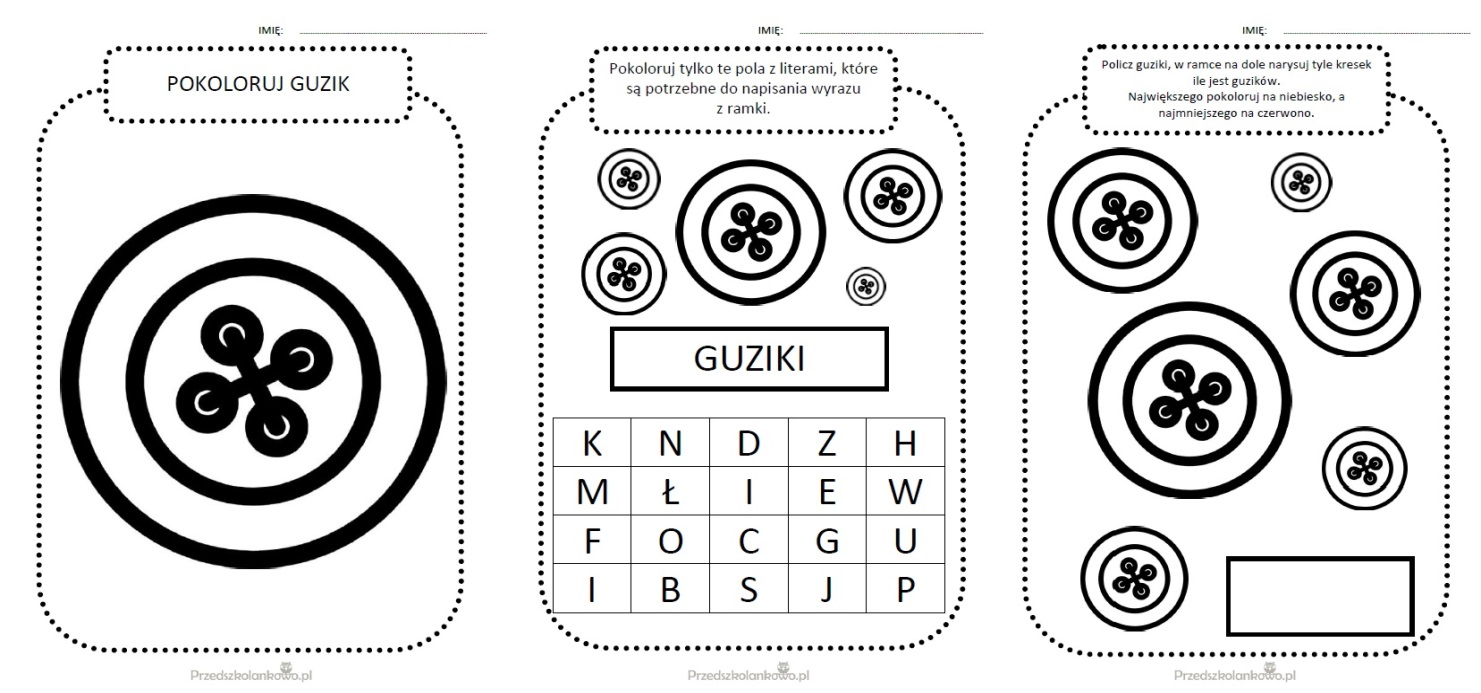 IMIĘ:
POKOLORUJ GUZIK
Przedszkolankowo.pl
IMIĘ:
Pokoloruj tylko te pola z literami, które
są potrzebne do napisania wyrazu
z ramki.
GUZIKI
K N D Z H
M Ł I E W
F O C G U
I B S J P
Przedszkolankowo.pl
IMIĘ:
Policz guziki, w ramce na dole narysuj tyle kresek
ile jest guzików.
Największego pokoloruj na niebiesko, a
najmniejszego na czerwono.
Przedszkolankowo.pl